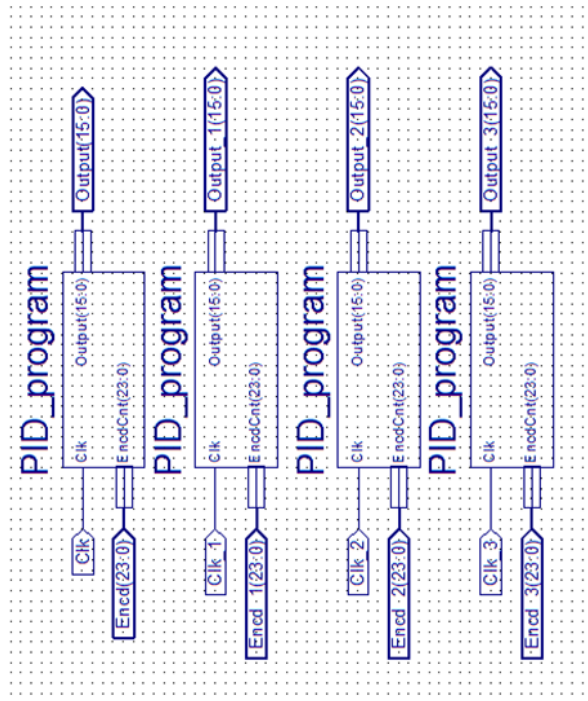 PID_program
Clk
Encd(23:0)
Clk
EncdCnt(23:0)
Output(15:0)
Output(15:0)
PID_program
Clk_1
Encd_1(23:0)
Clk
EncdCnt(23:0)
Output(15:0)
Output_1(15:0)
PID_program
Clk_2
Encd_2(23:0)
Clk
EncdCnt(23:0)
Output(15:0)
Output_2(15:0)
PID_program
Clk_3
Encd_3(23:0)
Clk
EncdCnt(23:0)
Output(15:0)
Output_3(15:0)